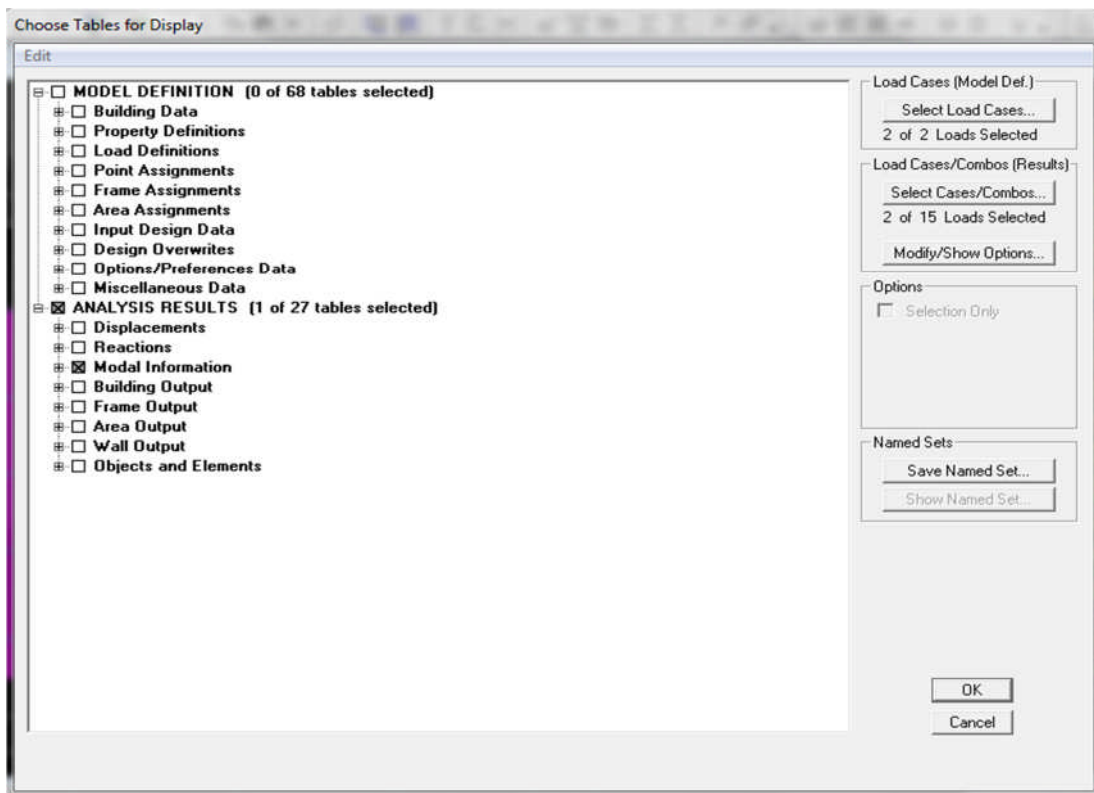 Choose Tables for Display
Edit
MODEL DEFINITION (0 of 68 tables selected)
Building Data
Property Definitions
Load Definitions
Point Assignments
Frame Assignments
Area Assignments
Input Design Data
Design Overwrites
Options/Preferences Data
Miscellaneous Data
ANALYSIS RESULTS (1 of 27 tables selected)
Displacements
Reactions
Modal Information
Building Output
Frame Output
Area Output
Wall Output
Objects and Elements
Load Cases (Model Def.)
Select Load Cases...
2 of 2 Loads Selected
Load Cases/Combos (Results)
Select Cases/Combos...
2 of 15 Loads Selected
Modify/Show Options...
Options
Selection Only
Named Sets
Save Named Set...
Show Named Set...
OK
Cancel